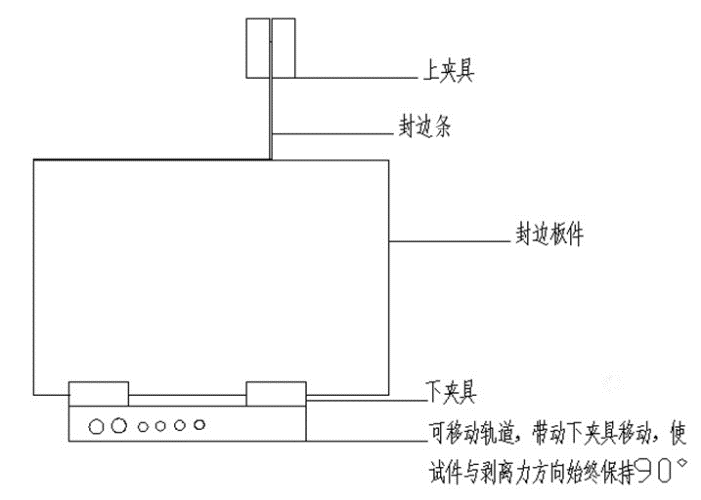 上夹具
封边条
封边板件
下夹具
可移动轨道，带动下夹具移动，使
试件与剥离力方向始终保持90°